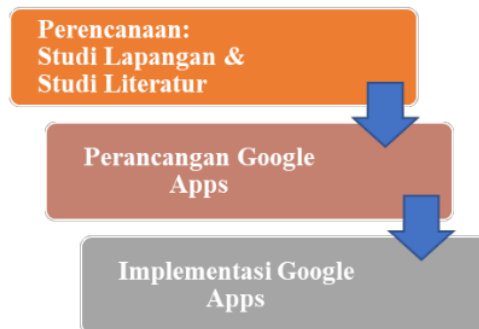 Perencanaan:
Studi Lapangan &
Studi Literatur
Perancangan Google
Apps
Implementasi Google
Apps